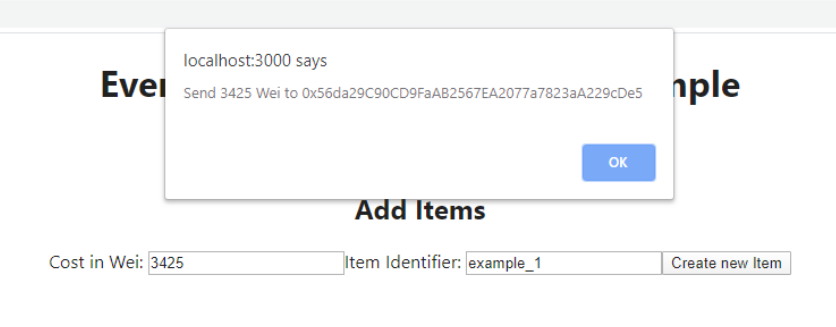 localhost:3000 says
Send 3425 Wei to 0x56da29C90CD9FaAB2567EA2077a7823aA229cDe5
OK
Add Items
Cost in Wei: 3425 Item Identifier: example_1 Create new Item